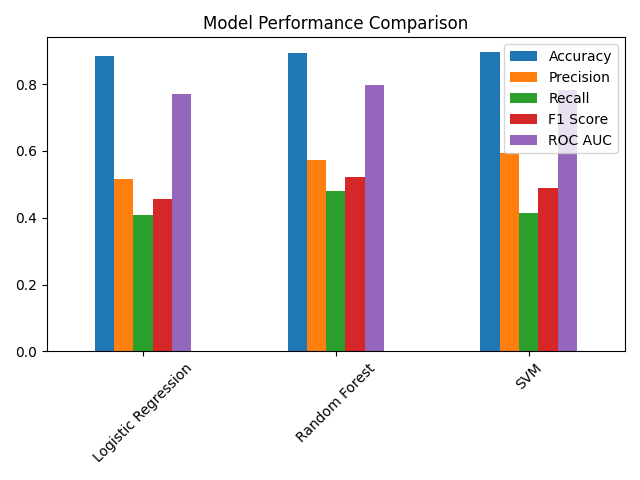 Model Performance Comparison
Accuracy
Precision
Recall
F1 Score
ROC AUC
0.8
0.6
0.4
0.2
0.0
Logistic Regression
Random Forest
SVM